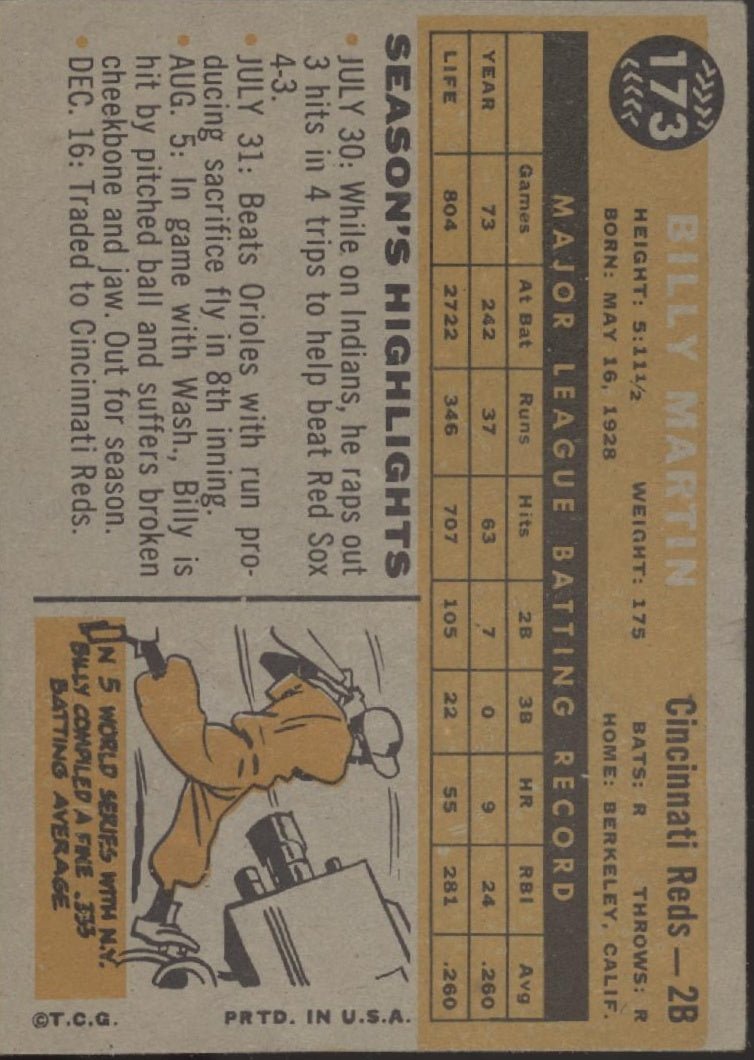 173
BILLY MARTIN Cincinnati Reds — 2B
HEIGHT: 5:11½ WEIGHT: 175 BATS: R THROWS: R
BORN: MAY 16, 1928 HOME: BERKELEY, CALIF.
MAJOR LEAGUE BATTING RECORD
Games At Bat Runs Hits 2B 3B HR RBI Avg
YEAR 73 242 37 63 7 0 9 24 .260
LIFE 804 2722 346 707 105 22 55 281 .260
SEASON'S HIGHLIGHTS
• JULY 30: While on Indians, he raps out
3 hits in 4 trips to help beat Red Sox
4-3.
• JULY 31: Beats Orioles with run pro-
ducing sacrifice fly in 8th inning.
• AUG. 5: In game with Wash., Billy is
hit by pitched ball and suffers broken
cheekbone and jaw. Out for season.
• DEC. 16: Traded to Cincinnati Reds.
IN 5 WORLD SERIES WITH N.Y.
BILLY COMPILED A FINE .333
BATTING AVERAGE
©T.C.G. PRTD. IN U.S.A.